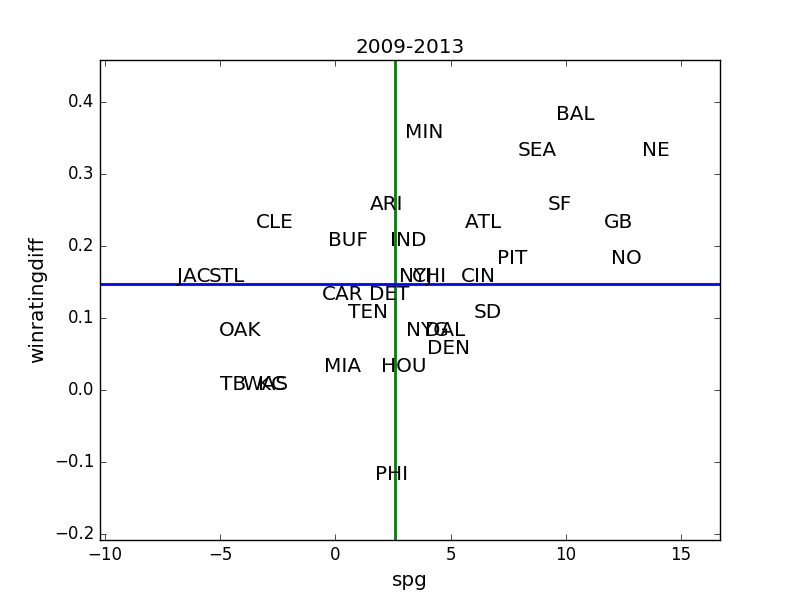 2009-2013
0.4
BAL
MIN
SEA
NE
0.3
ARI
SF
CLE
ATL
GB
BUF
IND
0.2
PIT
NO
JAC
STL
NYJ
CHI
CIN
CAR
DET
TEN
SD
0.1
OAK
NYG
DAL
DEN
MIA
HOU
0.0
TB
WAS
KC
−0.1
PHI
−0.2
−10
−5
0
5
10
15
winratingdiff
spg